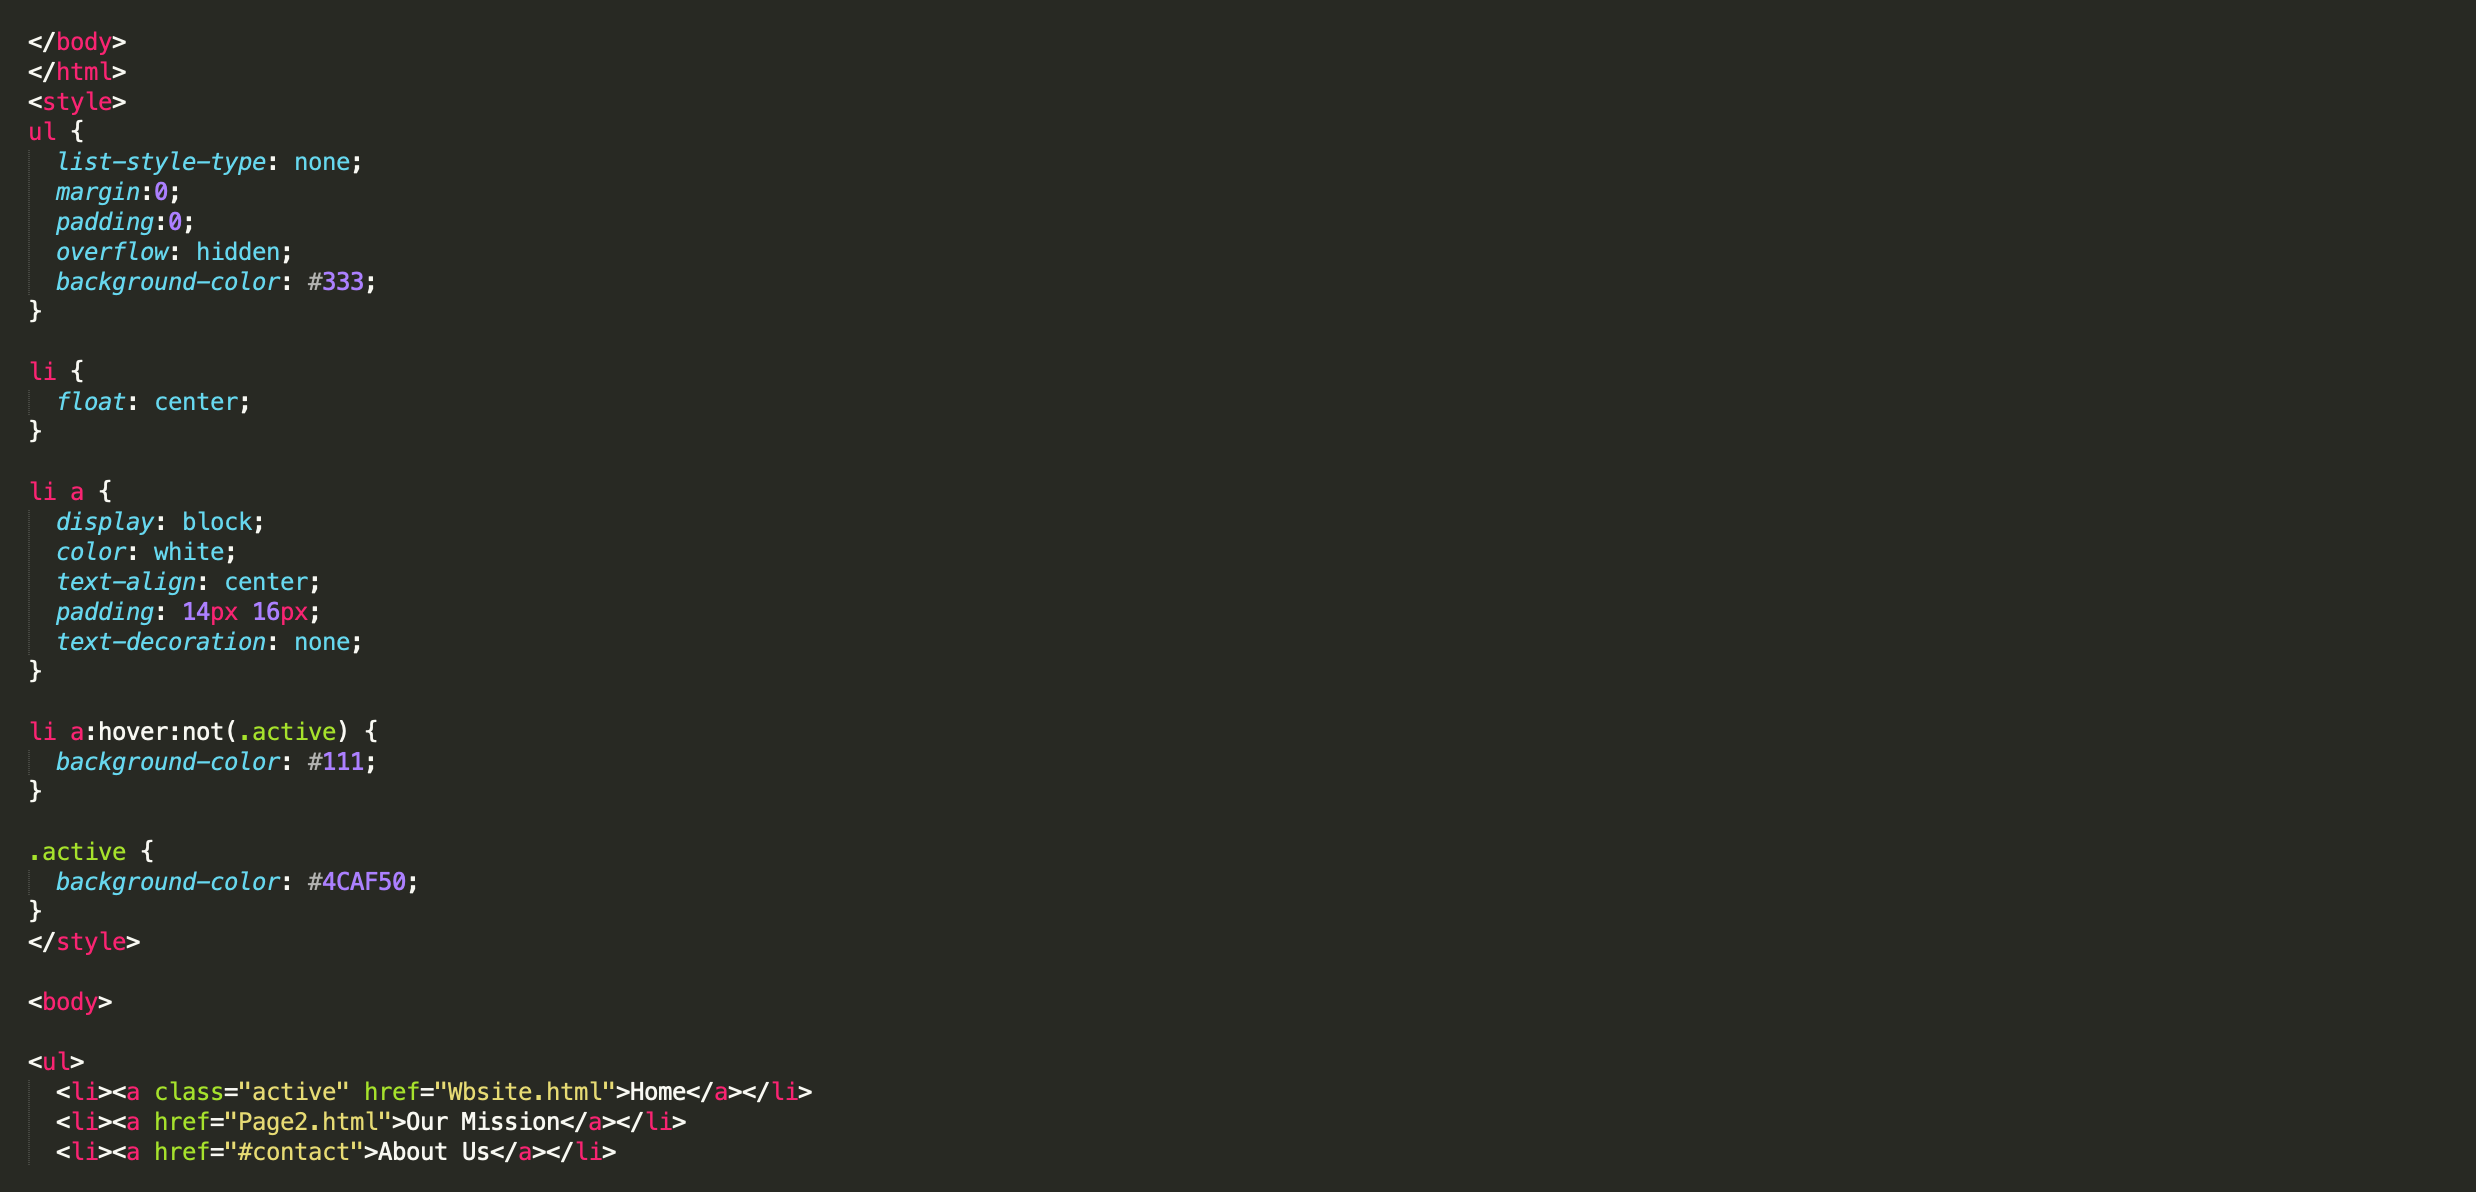 </body>
</html>
<style>
ul {
  list-style-type: none;
  margin:0;
  padding:0;
  overflow: hidden;
  background-color: #333;
}

li {
  float: center;
}

li a {
  display: block;
  color: white;
  text-align: center;
  padding: 14px 16px;
  text-decoration: none;
}

li a:hover:not(.active) {
  background-color: #111;
}

.active {
  background-color: #4CAF50;
}
</style>

<body>

<ul>
  <li><a class="active" href="Wbsite.html">Home</a></li>
  <li><a href="Page2.html">Our Mission</a></li>
  <li><a href="#contact">About Us</a></li>